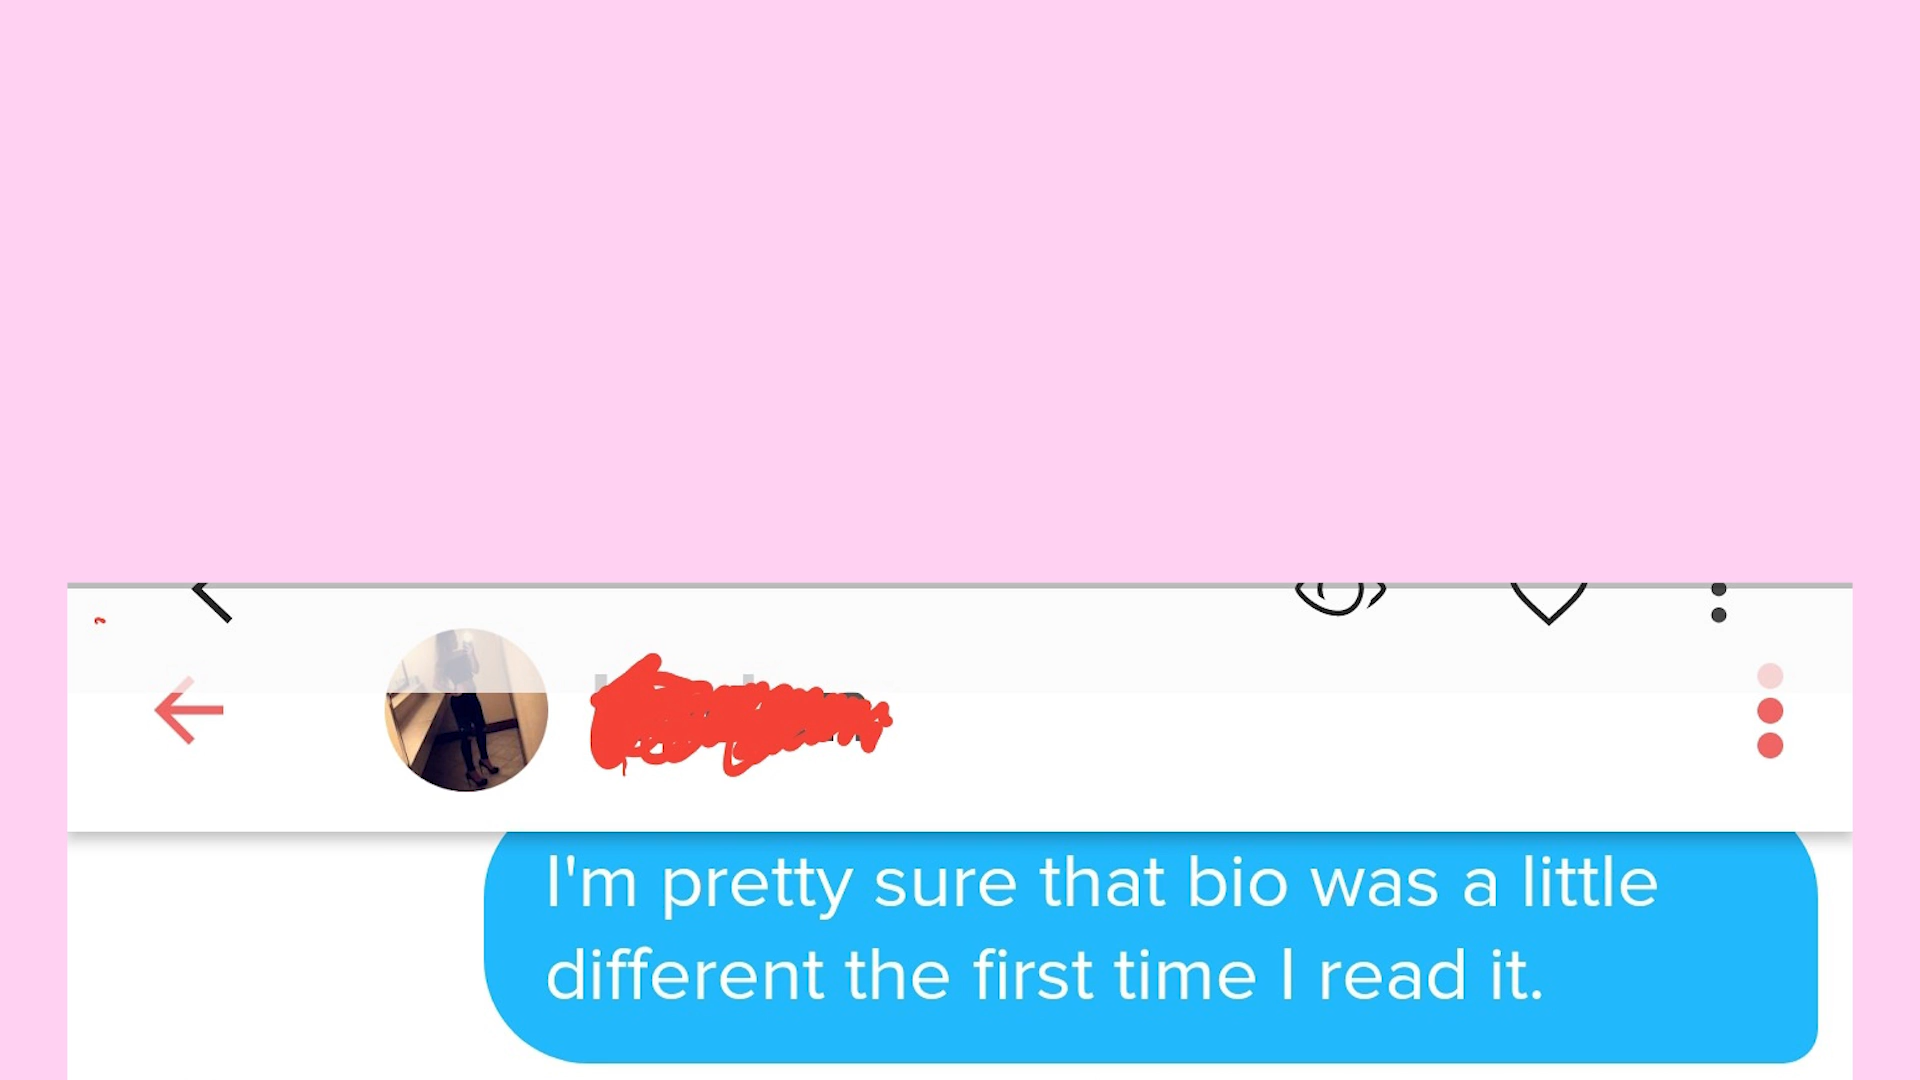 I'm pretty sure that bio was a little
different the first time I read it.